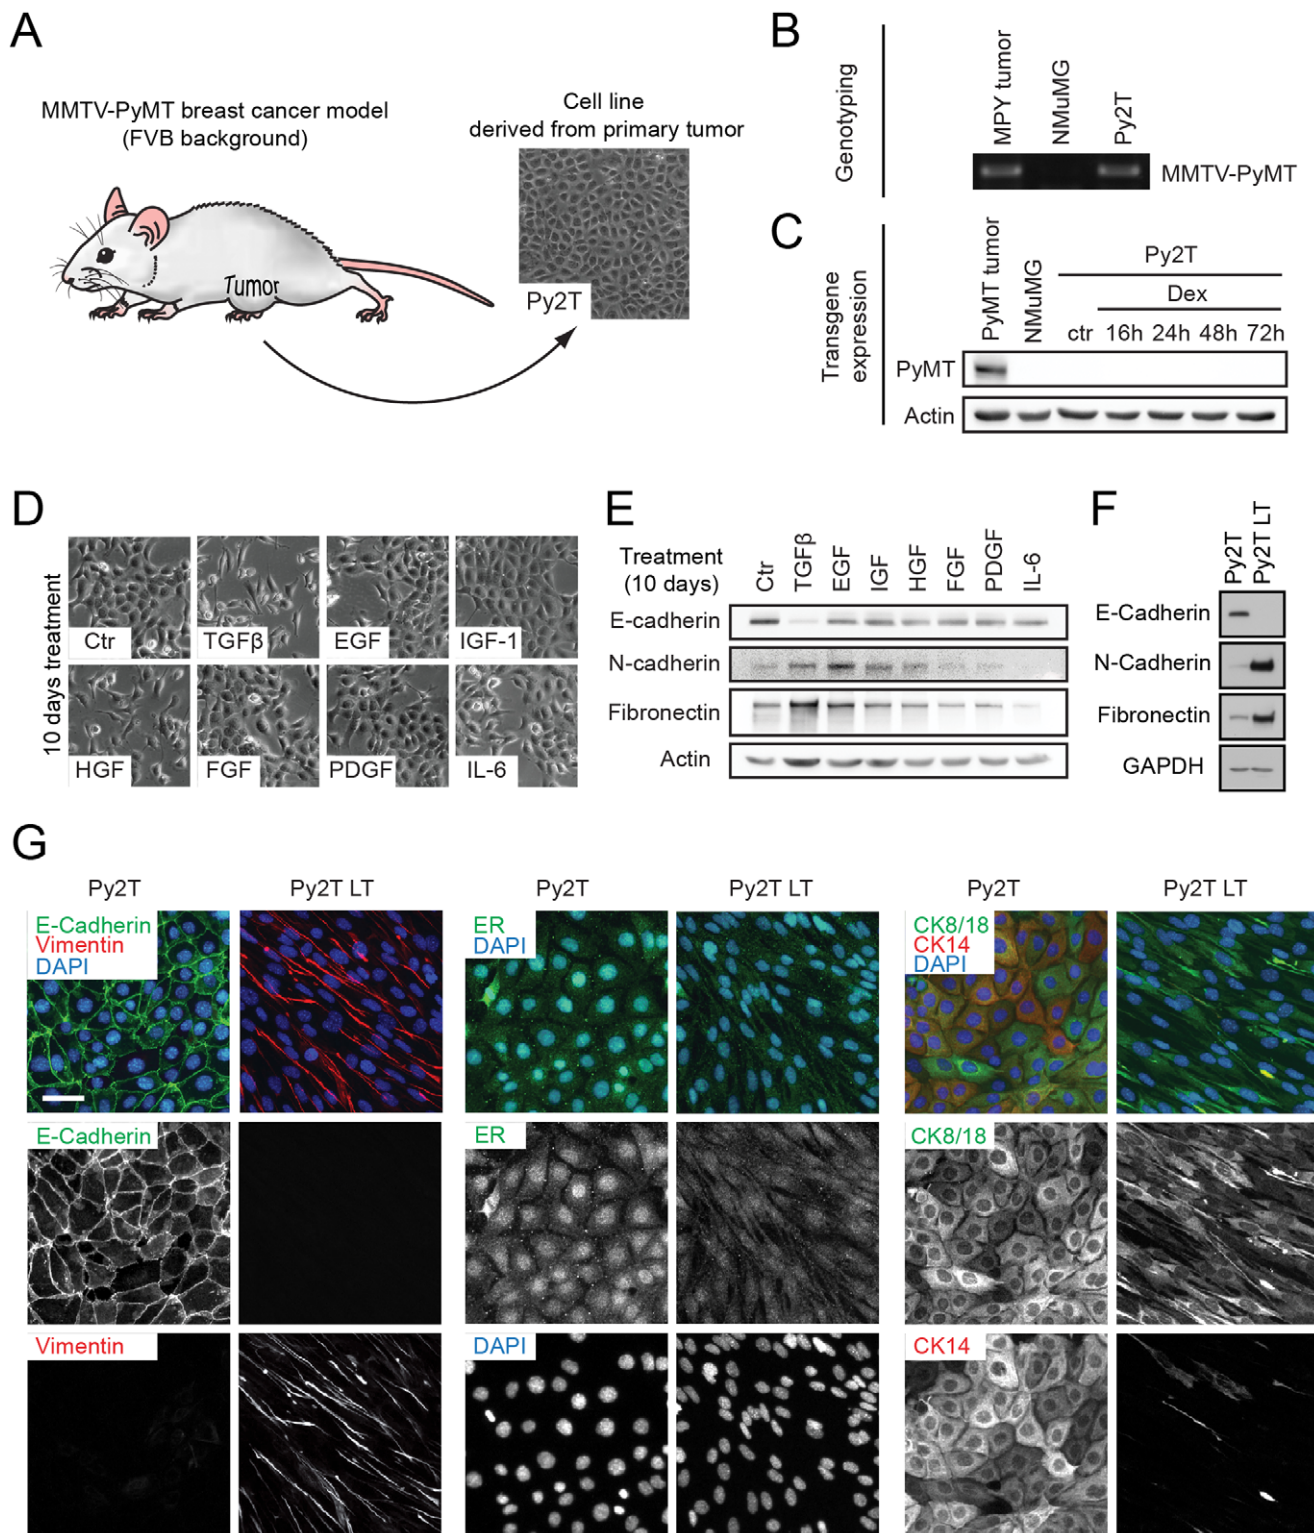 A
MMTV-PyMT breast cancer model
(FVB background)
Tumor
Cell line
derived from primary tumor
Py2T
B
Genotyping
MPY tumor
NMuMG
Py2T
MMTV-PyMT
C
Transgene
expression
PyMT tumor
NMuMG
Py2T
Dex
ctr 16h 24h 48h 72h
PyMT
Actin
D
10 days treatment
Ctr
TGFβ
EGF
IGF-1
HGF
FGF
PDGF
IL-6
E
Treatment
(10 days)
Ctr
TGFβ
EGF
IGF
HGF
FGF
PDGF
IL-6
E-cadherin
N-cadherin
Fibronectin
Actin
F
Py2T
Py2T LT
E-Cadherin
N-Cadherin
Fibronectin
GAPDH
G
Py2T
Py2T LT
Py2T
Py2T LT
Py2T
Py2T LT
E-Cadherin
Vimentin
DAPI
ER
DAPI
CK8/18
CK14
DAPI
E-Cadherin
ER
CK8/18
Vimentin
DAPI
CK14